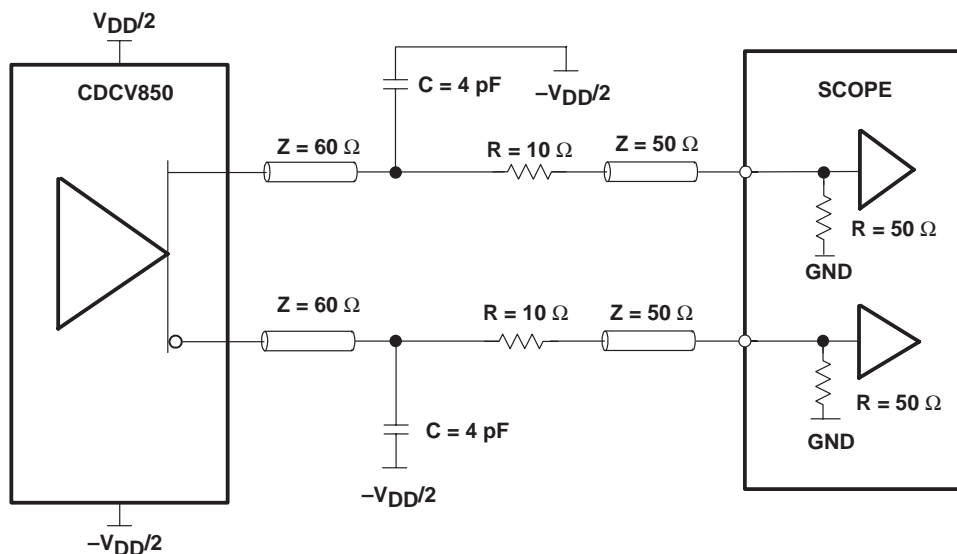 VDD/2
CDCV850
C = 4 pF
–VDD/2
SCOPE
Z = 60 Ω
R = 10 Ω
Z = 50 Ω
R = 50 Ω
GND
Z = 60 Ω
R = 10 Ω
Z = 50 Ω
R = 50 Ω
GND
C = 4 pF
–VDD/2
–VDD/2